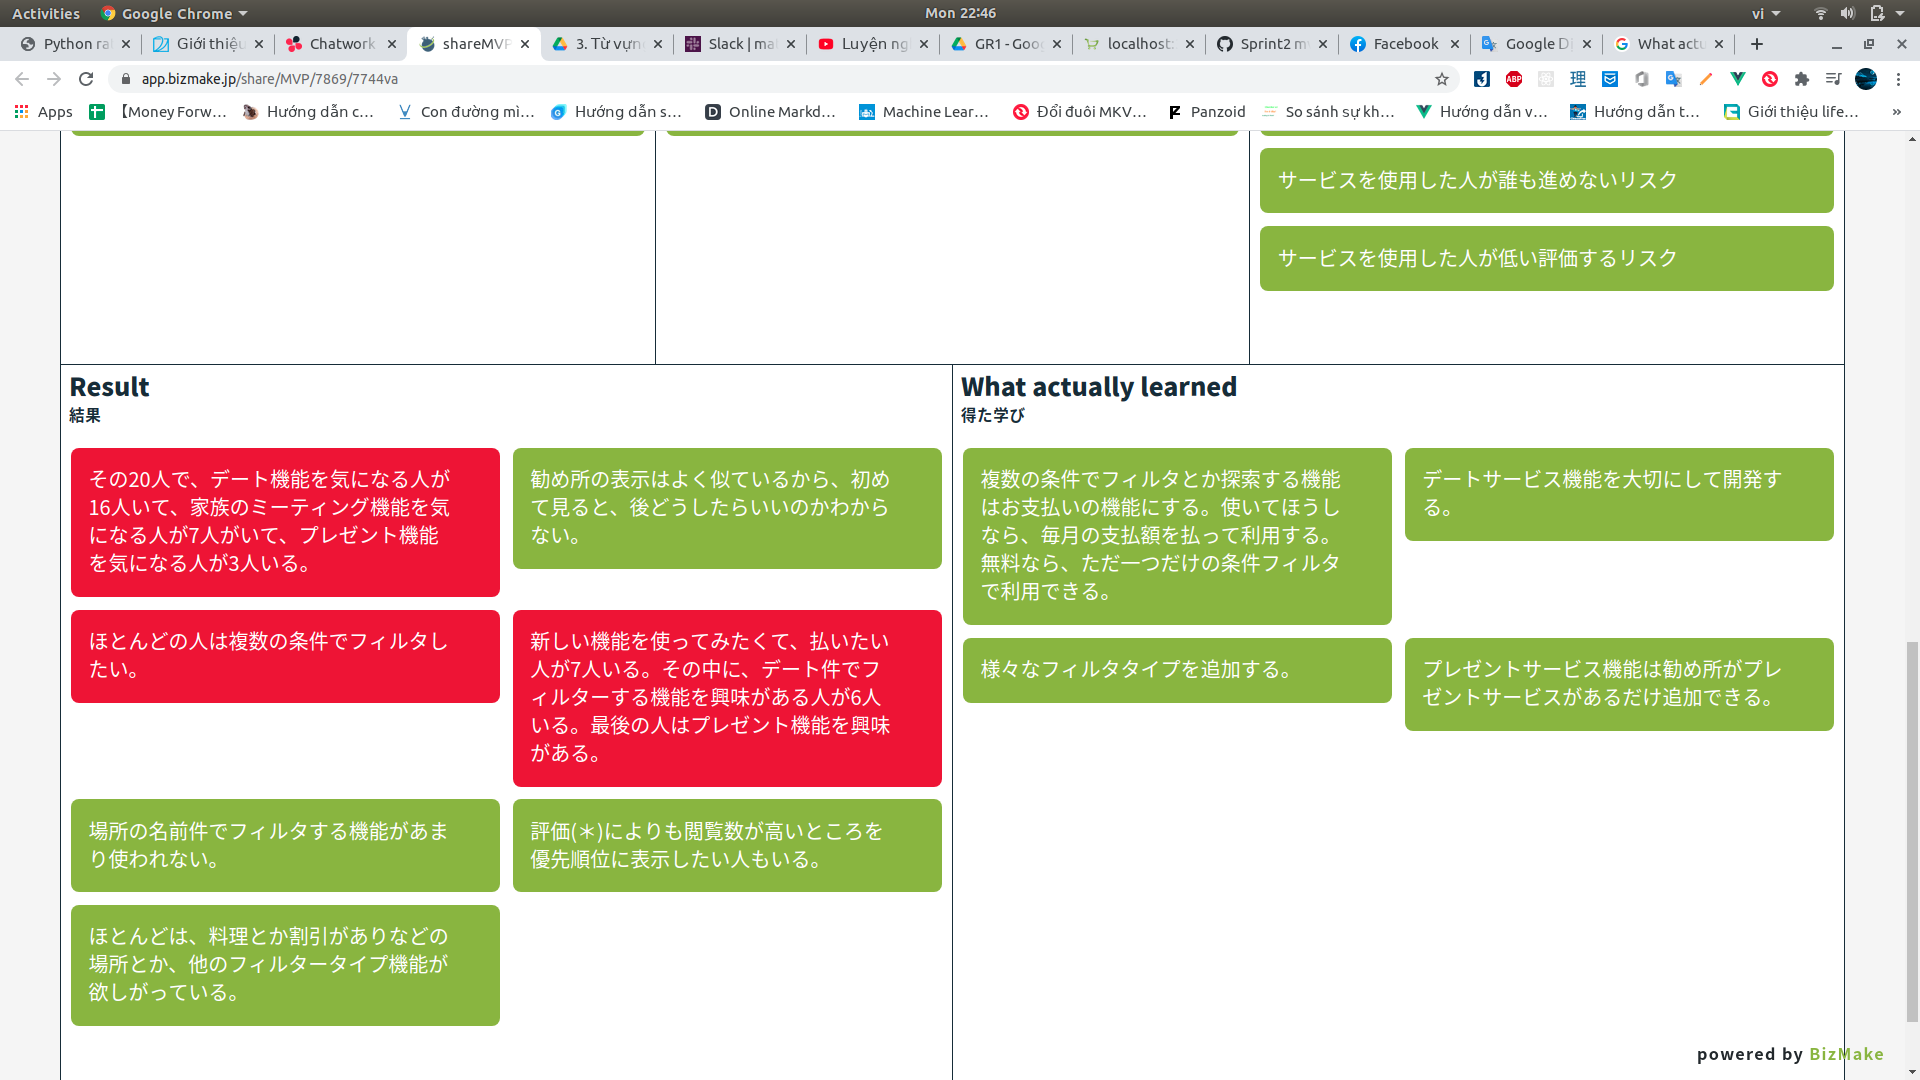 Activities
Google Chrome
Mon 22:46
vi
Python ra
Giới thiệu
Chatwork
shareMVP
3. Từ vựn
Slack | ma
Luyện ng
GR1 - Goo
localhost:
Sprint2 m
Facebook
Google Di
What actu
app.bizmake.jp/share/MVP/7869/7744va
Apps
【Money Forw...
Hướng dẫn c...
Con đường mì...
Hướng dẫn s...
Online Markd...
Machine Lear...
Đổi đuôi MKV...
Panzoid
So sánh sự kh...
Hướng dẫn v...
Hướng dẫn t...
Giới thiệu life...
»
サービスを使用した人が誰も進めないリスク
サービスを使用した人が低い評価するリスク
Result
結果
その20人で、デート機能を気になる人が
16人いて、家族のミーティング機能を気
になる人が7人がいて、プレゼント機能
を気になる人が3人いる。
勧め所の表示はよく似ているから、初め
て見ると、後どうしたらいいのかわから
ない。
ほとんどの人は複数の条件でフィルタし
たい。
新しい機能を使ってみたくて、払いたい
人が7人いる。その中に、デート件でフ
ィルターする機能を興味がある人が6人
いる。最後の人はプレゼント機能を興味
がある。
場所の名前件でフィルタする機能があま
り使われない。
評価(＊)によりも閲覧数が高いところを
優先順位に表示したい人もいる。
ほとんどは、料理とか割引がありなどの
場所とか、他のフィルタータイプ機能が
欲しがっている。
What actually learned
得た学び
複数の条件でフィルタとか探索する機能
はお支払いの機能にする。使いてほうし
なら、毎月の支払額を払って利用する。
無料なら、ただ一つだけの条件フィルタ
で利用できる。
デートサービス機能を大切にして開発す
る。
様々なフィルタタイプを追加する。
プレゼントサービス機能は勧め所がプレ
ゼントサービスがあるだけ追加できる。
powered by BizMake